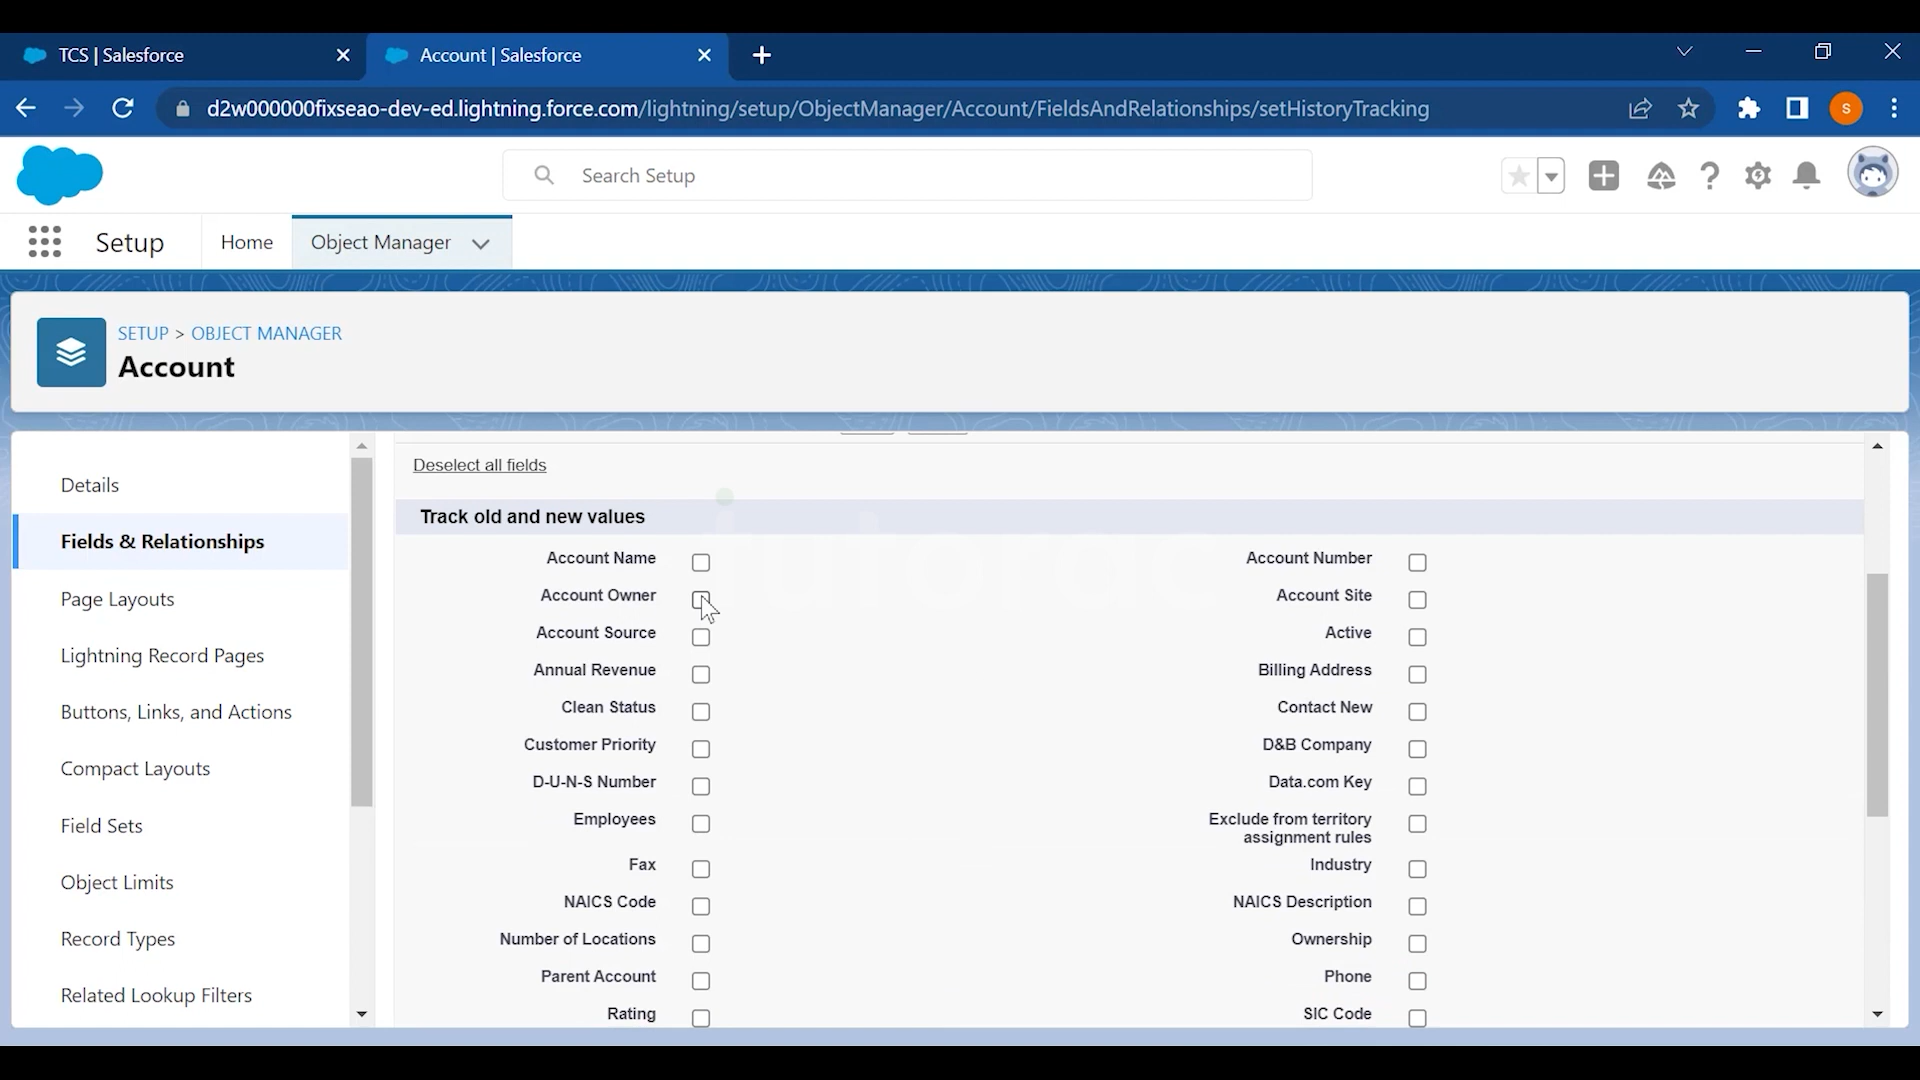 TCS | Salesforce
Account | Salesforce
d2w000000fixseao-dev-ed.lightning.force.com/lightning/setup/ObjectManager/Account/FieldsAndRelationships/setHistoryTracking
S
Search Setup
Setup
Home
Object Manager
SETUP > OBJECT MANAGER
Account
Details
Fields & Relationships
Page Layouts
Lightning Record Pages
Buttons, Links, and Actions
Compact Layouts
Field Sets
Object Limits
Record Types
Related Lookup Filters
Deselect all fields
Track old and new values
Account Name
Account Number
Account Owner
Account Site
Account Source
Active
Annual Revenue
Billing Address
Clean Status
Contact New
Customer Priority
D&B Company
D-U-N-S Number
Data.com Key
Employees
Exclude from territory
assignment rules
Fax
Industry
NAICS Code
NAICS Description
Number of Locations
Ownership
Parent Account
Phone
Rating
SIC Code